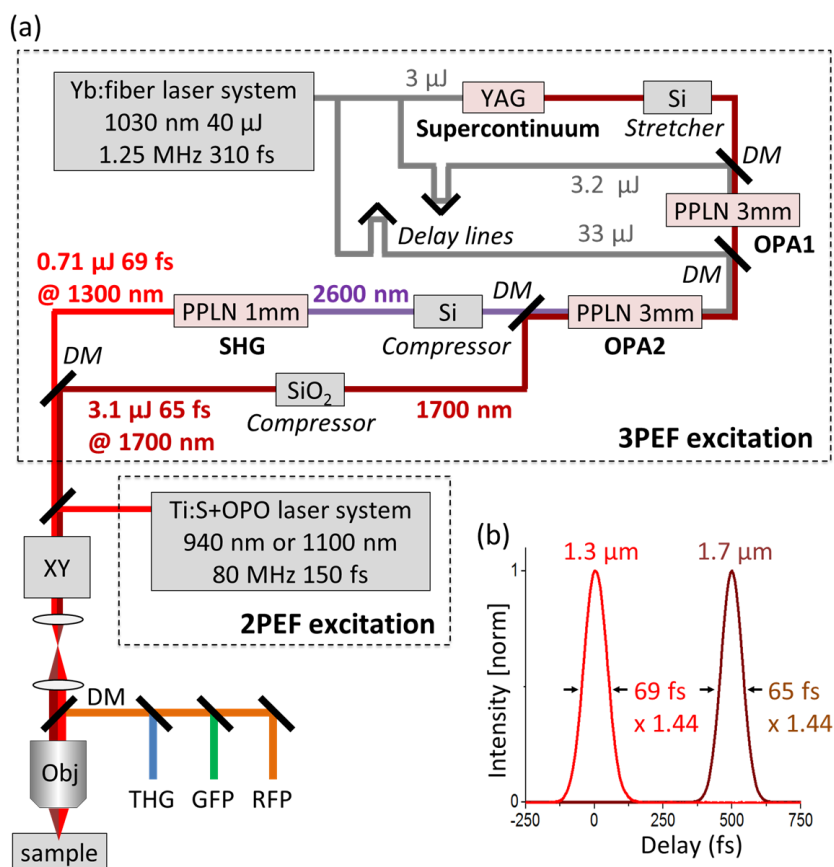 (a)
Yb:fiber laser system
1030 nm 40 µJ
1.25 MHz 310 fs
3 µJ
YAG
Supercontinuum
Si
Stretcher
DM
3.2 µJ
PPLN 3mm
OPA1
Delay lines
33 µJ
DM
0.71 µJ 69 fs
@ 1300 nm
PPLN 1mm
SHG
2600 nm
Si
Compressor
DM
PPLN 3mm
OPA2
DM
3.1 µJ 65 fs
@ 1700 nm
SiO2
Compressor
1700 nm
3PEF excitation
Ti:S+OPO laser system
940 nm or 1100 nm
80 MHz 150 fs
2PEF excitation
XY
DM
Obj
THG
GFP
RFP
sample
(b)
1.3 µm
1.7 µm
Intensity [norm]
1
0
69 fs
x 1.44
65 fs
x 1.44
-250
0
250
500
750
Delay (fs)